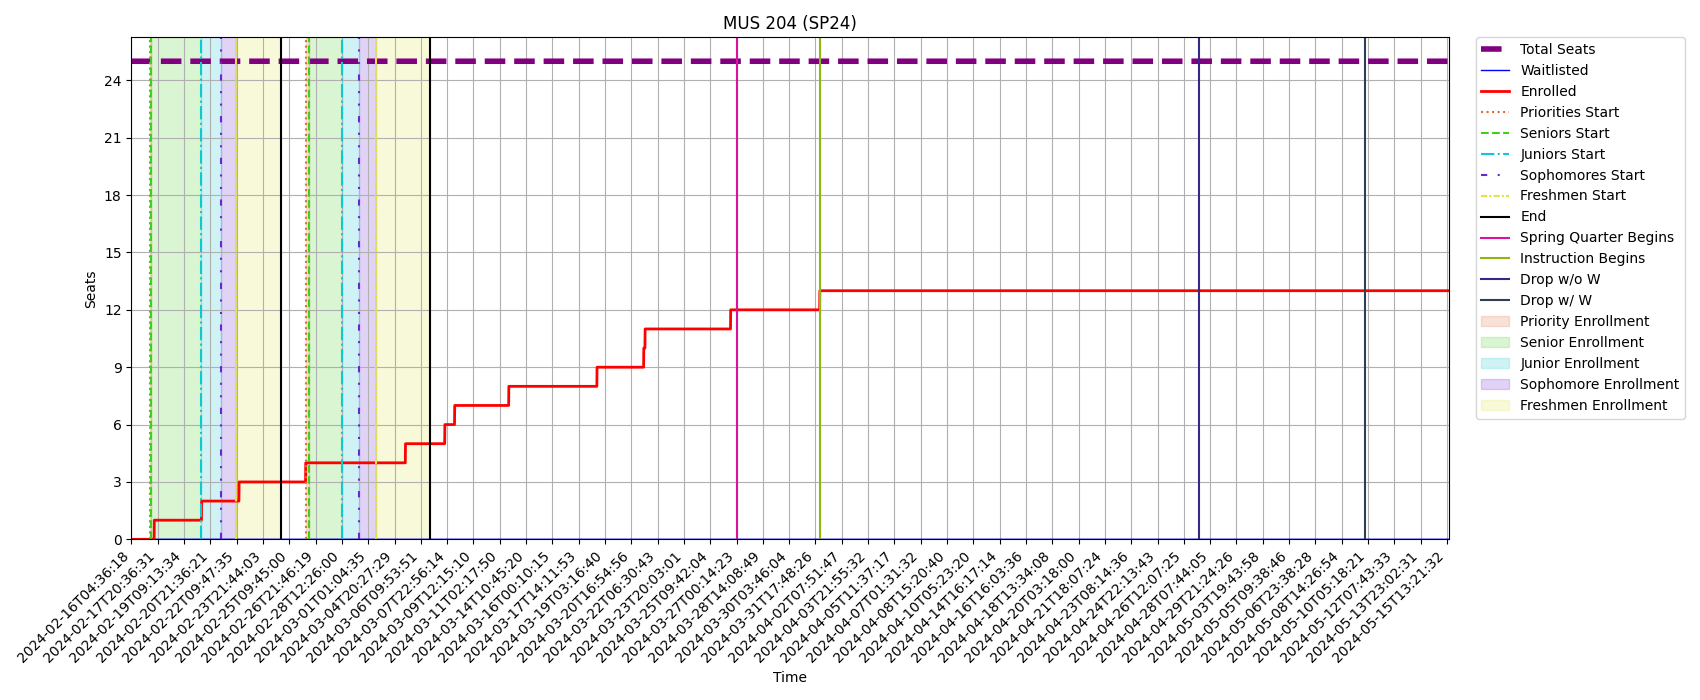 MUS 204 (SP24)
Total Seats
Waitlisted
Enrolled
Priorities Start
Seniors Start
Juniors Start
Sophomores Start
Freshmen Start
End
Spring Quarter Begins
Instruction Begins
Drop w/o W
Drop w/ W
Priority Enrollment
Senior Enrollment
Junior Enrollment
Sophomore Enrollment
Freshmen Enrollment
Seats
24
21
18
15
12
9
6
3
0
2024-02-16T04:36:18
2024-02-17T20:36:31
2024-02-19T09:13:34
2024-02-20T21:36:21
2024-02-22T09:47:35
2024-02-23T21:44:03
2024-02-25T09:45:00
2024-02-26T21:46:19
2024-02-28T12:26:00
2024-03-01T01:04:35
2024-03-04T20:27:29
2024-03-06T09:53:51
2024-03-07T22:56:14
2024-03-09T12:15:10
2024-03-11T02:17:50
2024-03-14T10:45:20
2024-03-16T00:10:15
2024-03-17T14:11:53
2024-03-19T03:16:40
2024-03-20T16:54:56
2024-03-22T06:30:43
2024-03-23T20:03:01
2024-03-25T09:42:04
2024-03-27T00:14:23
2024-03-28T14:08:49
2024-03-30T03:46:04
2024-03-31T17:48:26
2024-04-02T07:51:47
2024-04-03T21:55:32
2024-04-05T11:37:17
2024-04-07T01:31:32
2024-04-08T15:20:40
2024-04-10T05:23:20
2024-04-14T16:17:14
2024-04-16T16:03:36
2024-04-18T13:34:08
2024-04-20T03:18:00
2024-04-21T18:07:24
2024-04-23T08:14:36
2024-04-24T22:13:43
2024-04-26T12:07:25
2024-04-28T07:44:05
2024-04-29T21:24:26
2024-05-03T19:43:58
2024-05-05T09:38:46
2024-05-06T23:38:28
2024-05-08T14:26:54
2024-05-10T05:18:21
2024-05-12T07:43:33
2024-05-13T23:02:31
2024-05-15T13:21:32
Time